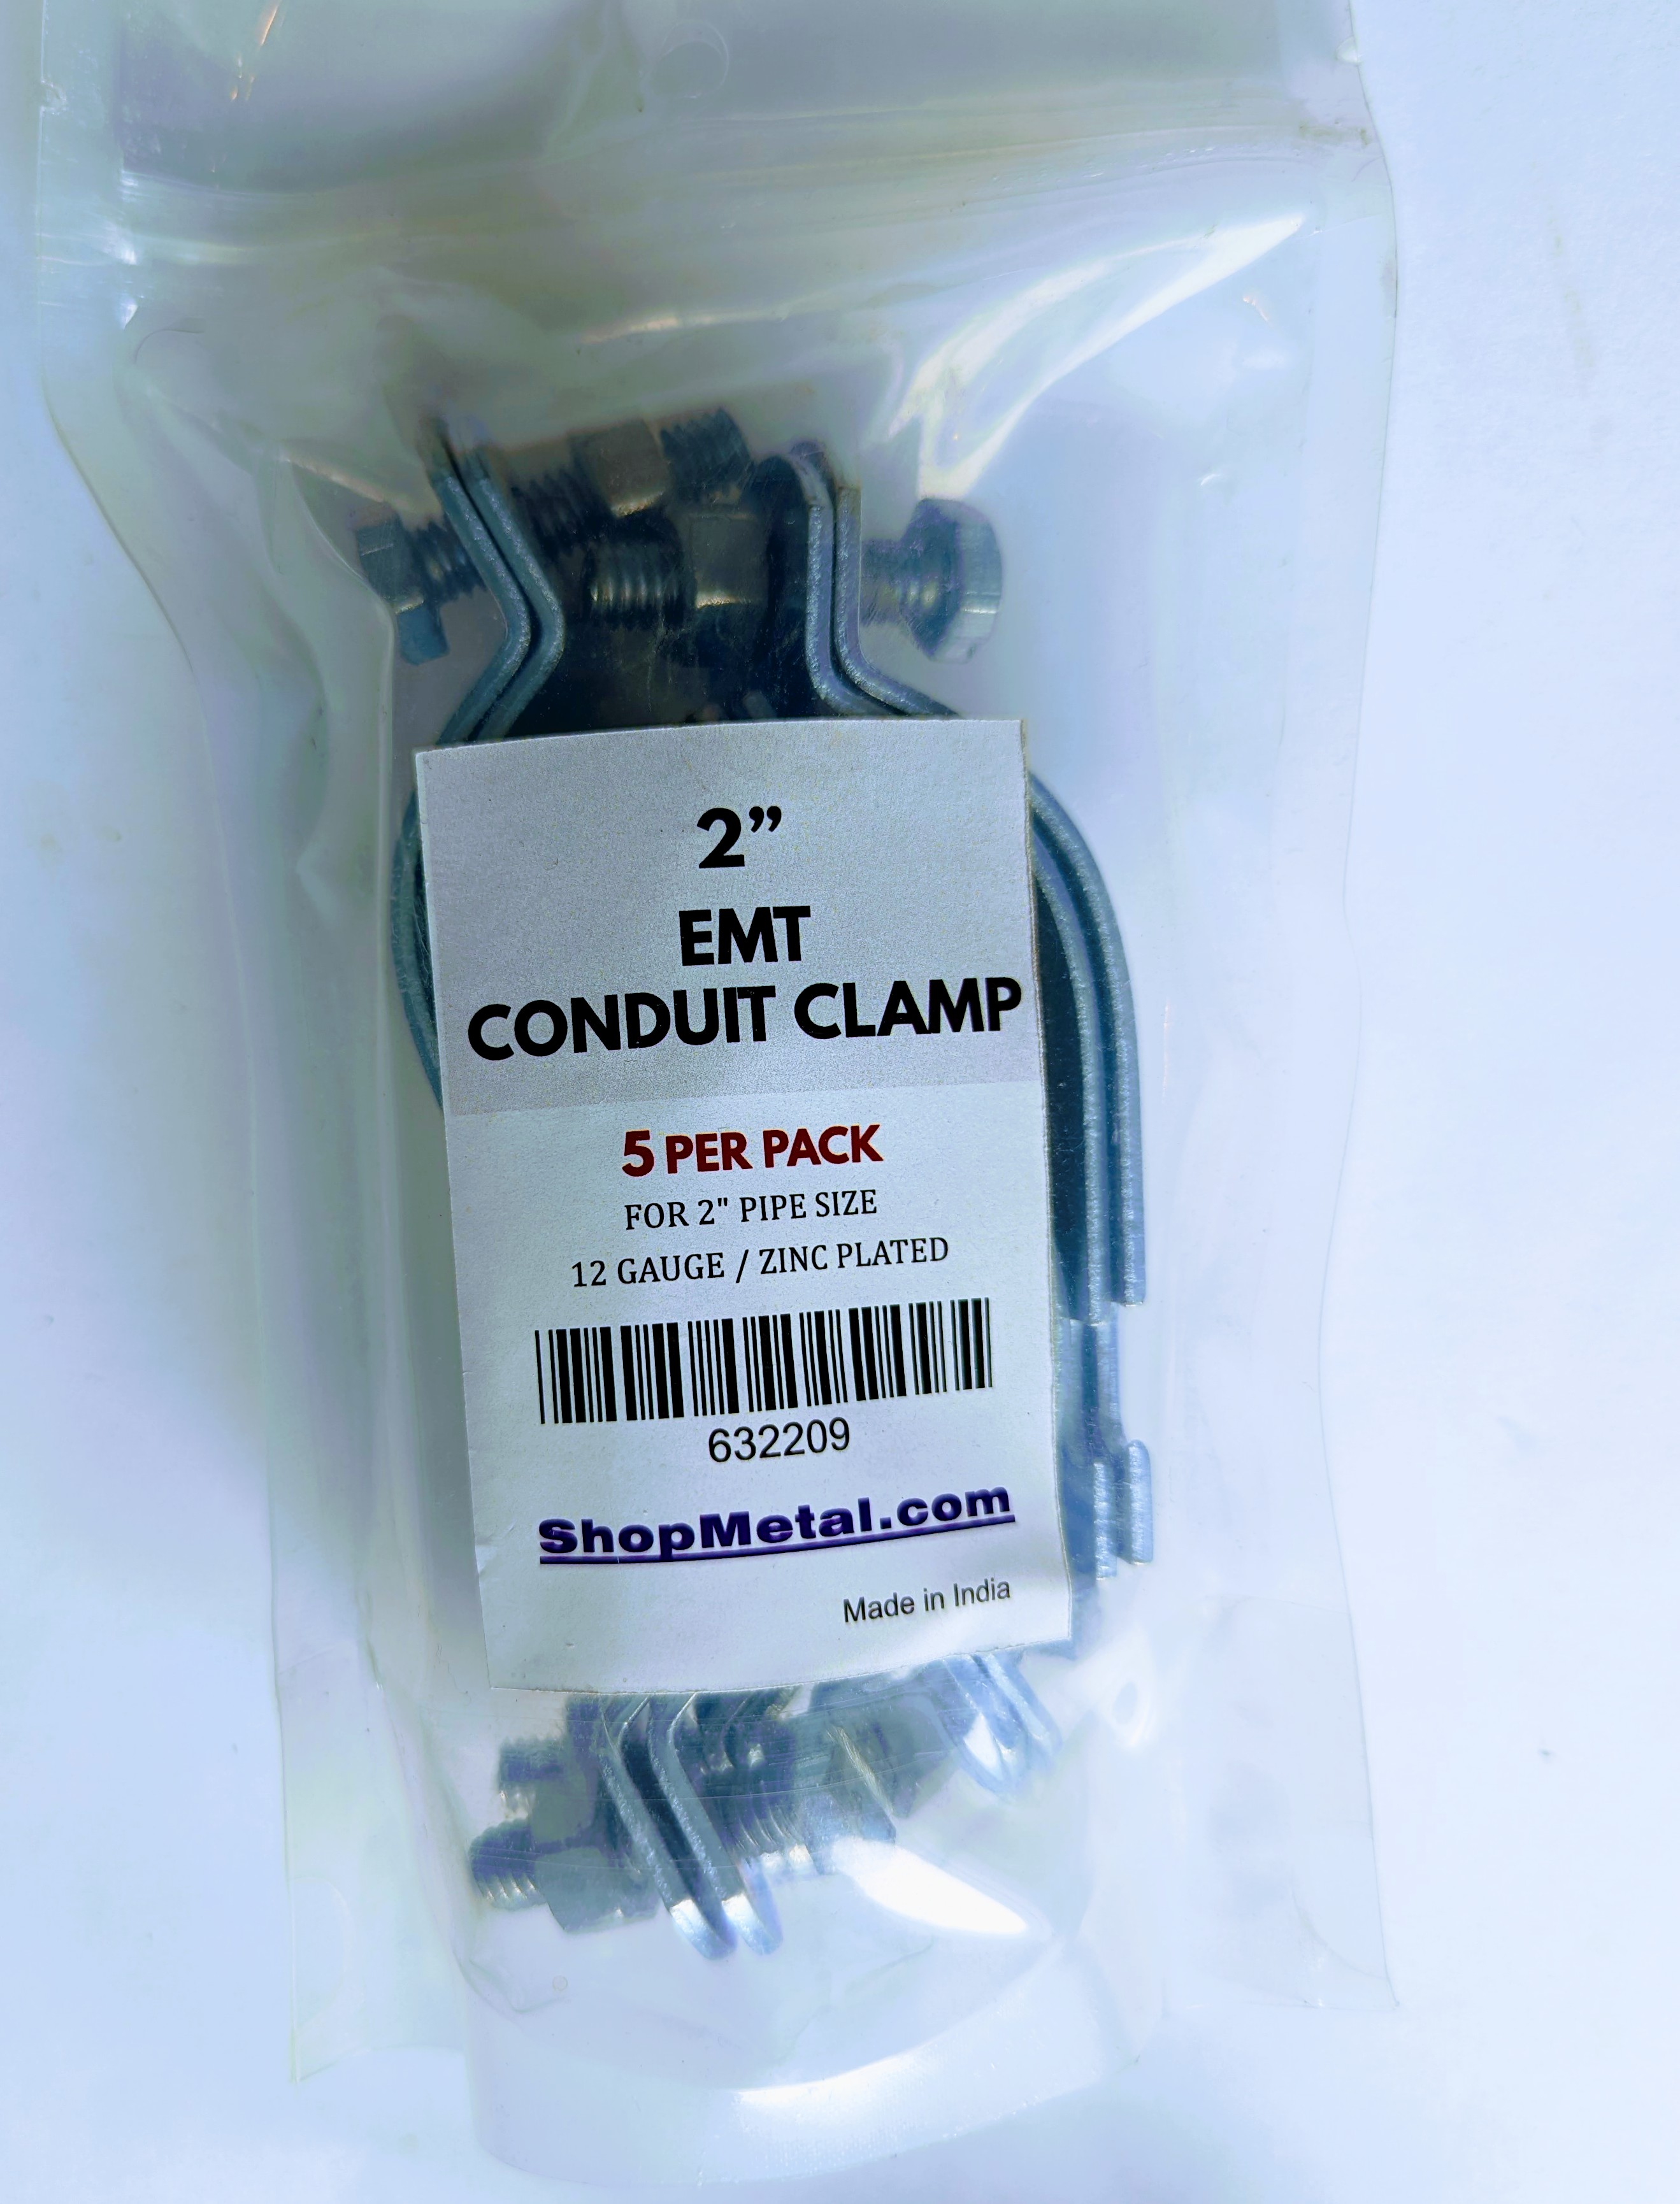 2”
EMT
CONDUIT CLAMP
5 PER PACK
FOR 2" PIPE SIZE
12 GAUGE / ZINC PLATED
632209
ShopMetal.com
Made in India